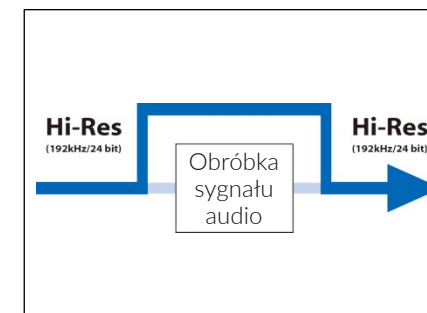 Hi-Res
(192kHz/24 bit)
Obróbka
sygnału
audio
Hi-Res
(192kHz/24 bit)